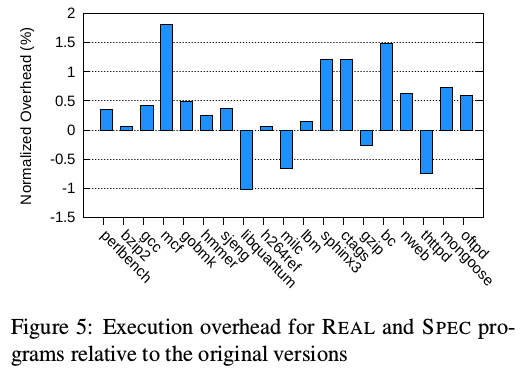 2
1.5
1
0.5
0
-0.5
-1
-1.5
Normalized Overhead (%)
perlbench
bzip2
gcc
mcf
gobmk
hmmer
sjeng
libquantum
h264ref
milc
lbm
sphinx3
ctags
gzip
bc
nweb
thttpd
mongoose
oftpd
Figure 5: Execution overhead for REAL and SPEC pro-
grams relative to the original versions